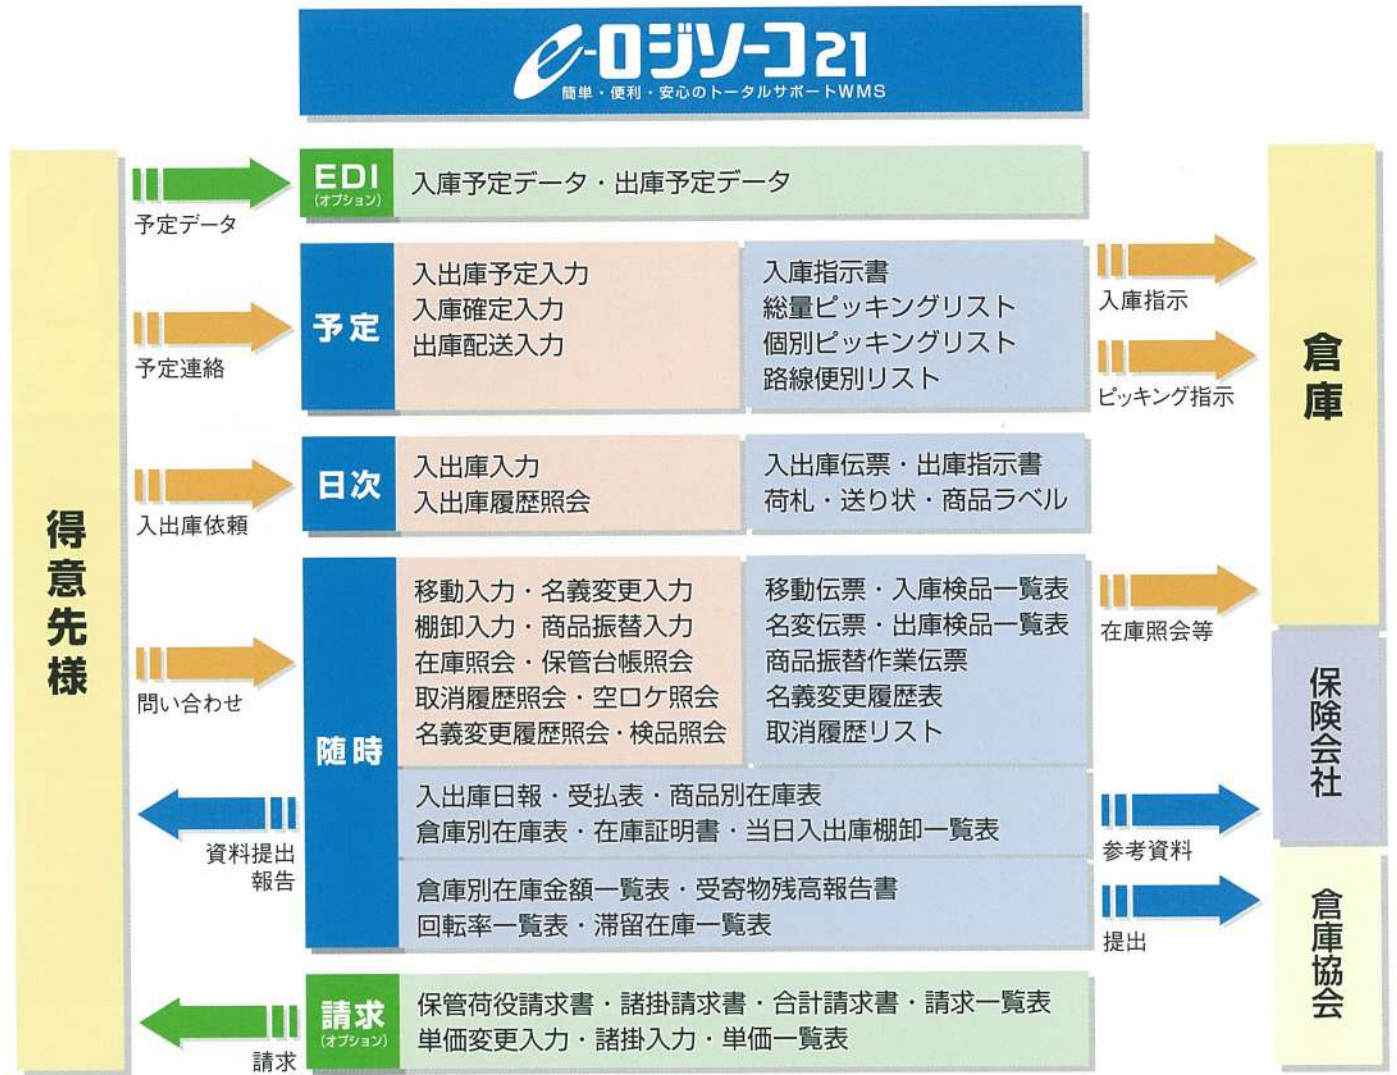 e-ロジソーコ21
簡単・便利・安心のトータルサポートWMS
得意先様
予定データ
EDI
(オプション)
入庫予定データ・出庫予定データ
予定連絡
予定
入出庫予定入力
入庫確定入力
出庫配送入力
入庫指示書
総量ピッキングリスト
個別ピッキングリスト
路線便別リスト
入庫指示
ピッキング指示
倉庫
入出庫依頼
日次
入出庫入力
入出庫履歴照会
入出庫伝票・出庫指示書
荷札・送り状・商品ラベル
問い合わせ
随時
移動入力・名義変更入力
棚卸入力・商品振替入力
在庫照会・保管台帳照会
取消履歴照会・空ロケ照会
名義変更履歴照会・検品照会
移動伝票・入庫検品一覧表
名変伝票・出庫検品一覧表
商品振替作業伝票
名義変更履歴表
取消履歴リスト
在庫照会等
保険会社
資料提出
報告
入出庫日報・受払表・商品別在庫表
倉庫別在庫表・在庫証明書・当日入出庫棚卸一覧表
参考資料
倉庫別在庫金額一覧表・受寄物残高報告書
回転率一覧表・滞留在庫一覧表
提出
倉庫協会
請求
請求
(オプション)
保管荷役請求書・諸掛請求書・合計請求書・請求一覧表
単価変更入力・諸掛入力・単価一覧表